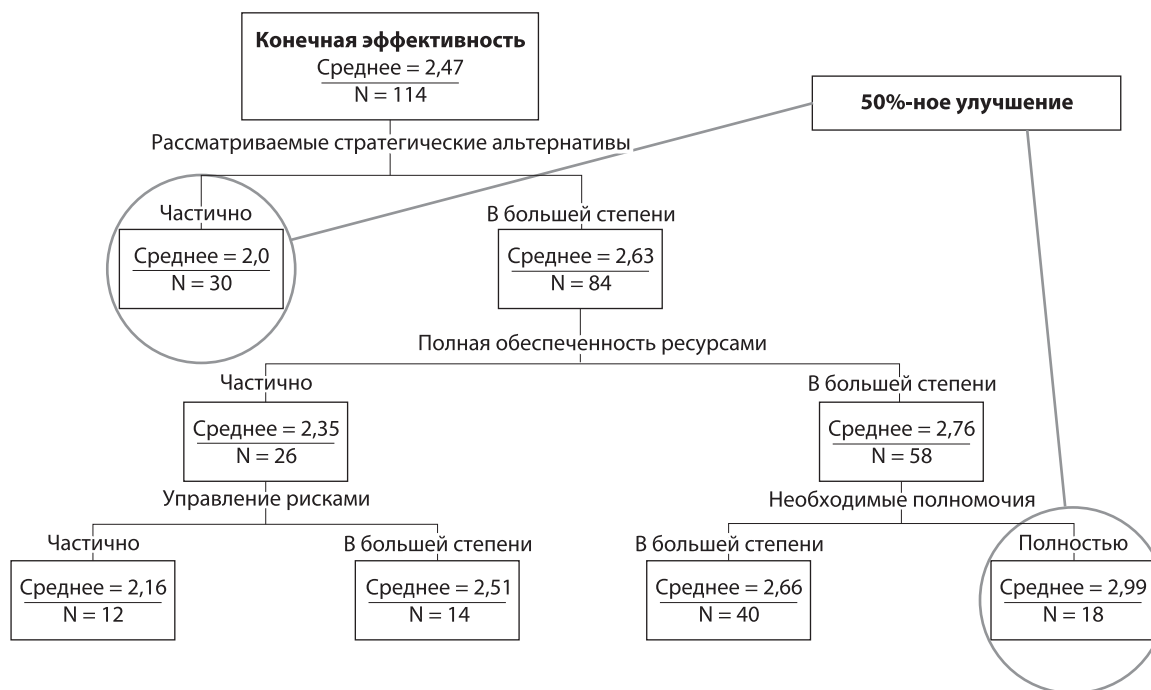 Конечная эффективность
Среднее = 2,47
N = 114
50%-ное улучшение
Рассматриваемые стратегические альтернативы
Частично
Среднее = 2,0
N = 30
В большей степени
Среднее = 2,63
N = 84
Полная обеспеченность ресурсами
Частично
Среднее = 2,35
N = 26
В большей степени
Среднее = 2,76
N = 58
Управление рисками
Необходимые полномочия
Частично
Среднее = 2,16
N = 12
В большей степени
Среднее = 2,51
N = 14
В большей степени
Среднее = 2,66
N = 40
Полностью
Среднее = 2,99
N = 18